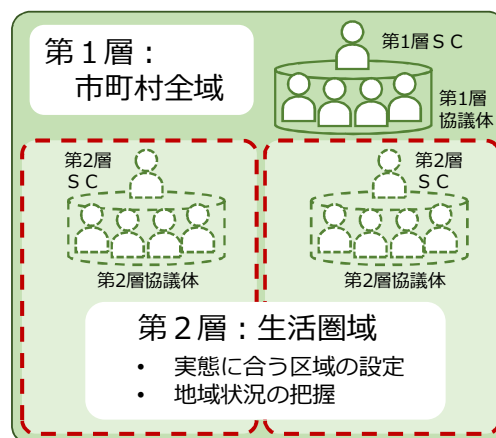 第１層：
市町村全域
第1層ＳＣ
第1層
協議体
第2層
ＳＣ
第2層協議体
第2層
ＳＣ
第2層協議体
第２層：生活圏域
• 実態に合う区域の設定
• 地域状況の把握